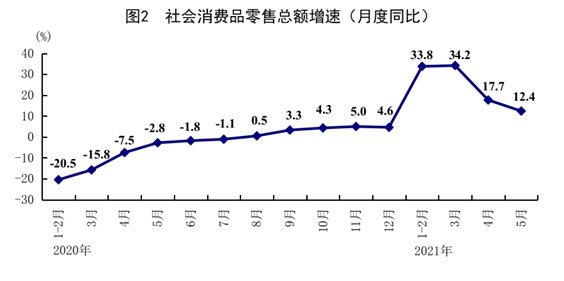 图2 社会消费品零售总额增速（月度同比）
(%)
40
30
20
10
0
-10
-20
-30
-20.5
-15.8
-7.5
-2.8
-1.8
-1.1
0.5
3.3
4.3
5.0
4.6
33.8
34.2
17.7
12.4
1-2月
3月
4月
5月
6月
7月
8月
9月
10月
11月
12月
1-2月
3月
4月
5月
2020年
2021年